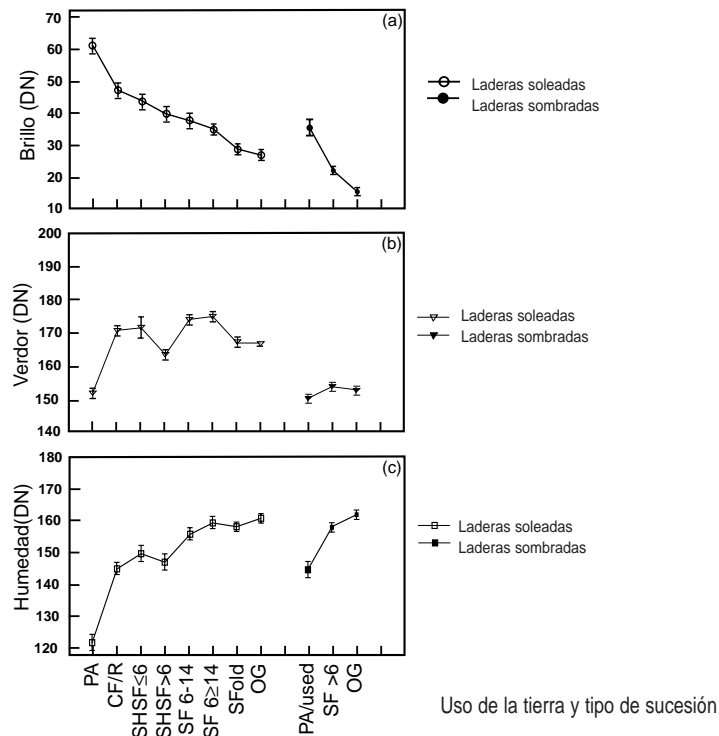 (a)
70
60
50
40
30
20
10
Brillo (DN)
Laderas soleadas
Laderas sombradas
(b)
200
190
180
170
160
150
140
Verdor (DN)
Laderas soleadas
Laderas sombradas
(c)
180
170
160
150
140
130
120
Humedad(DN)
Laderas soleadas
Laderas sombradas
PA
CF/R
SHSF≤6
SHSF>6
SF 6-14
SF 6≥14
SFold
OG
PA/used
SF >6
OG
Uso de la tierra y tipo de sucesión